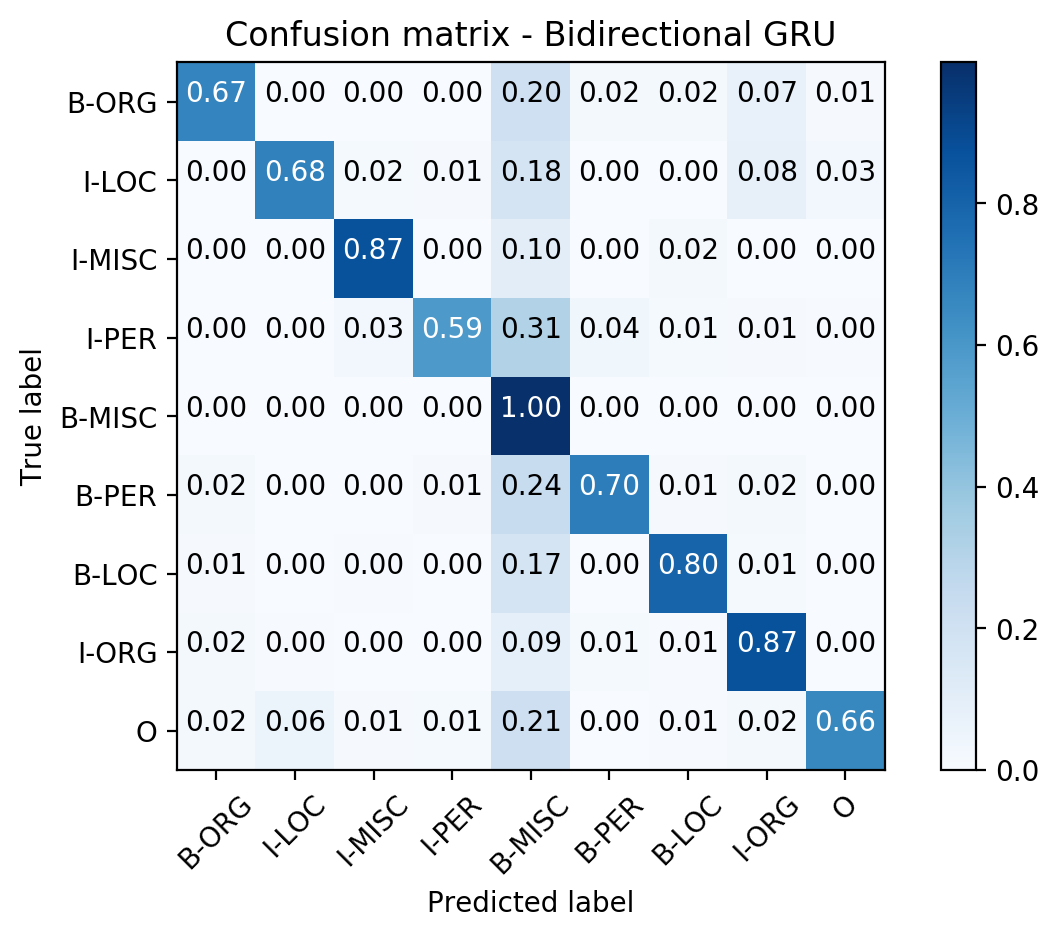 Confusion matrix - Bidirectional GRU
B-ORG 0.67 0.00 0.00 0.00 0.20 0.02 0.02 0.07 0.01
I-LOC 0.00 0.68 0.02 0.01 0.18 0.00 0.00 0.08 0.03
I-MISC 0.00 0.00 0.87 0.00 0.10 0.00 0.02 0.00 0.00
I-PER 0.00 0.00 0.03 0.59 0.31 0.04 0.01 0.01 0.00
B-MISC 0.00 0.00 0.00 0.00 1.00 0.00 0.00 0.00 0.00
B-PER 0.02 0.00 0.00 0.01 0.24 0.70 0.01 0.02 0.00
B-LOC 0.01 0.00 0.00 0.00 0.17 0.00 0.80 0.01 0.00
I-ORG 0.02 0.00 0.00 0.00 0.09 0.01 0.01 0.87 0.00
O 0.02 0.06 0.01 0.01 0.21 0.00 0.01 0.02 0.66
B-ORG I-LOC I-MISC I-PER B-MISC B-PER B-LOC I-ORG O
Predicted label
True label
0.8
0.6
0.4
0.2
0.0